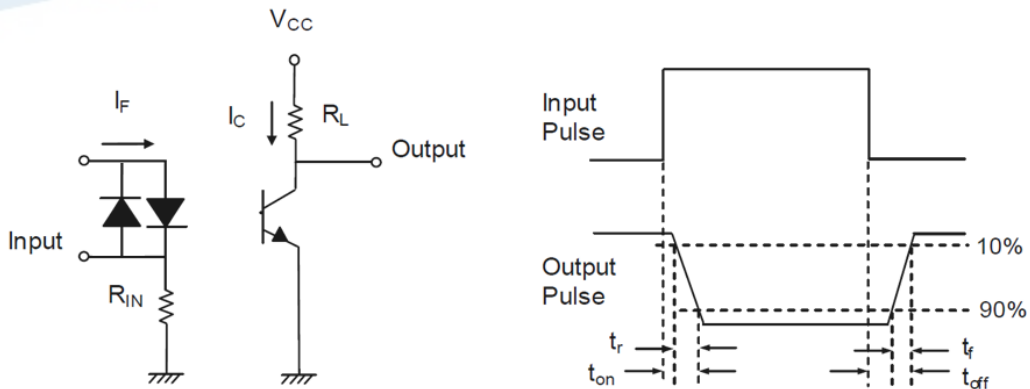 VCC
IF
IC
RL
Output
Input
RIN
Input
Pulse
10%
Output
Pulse
90%
tr
tf
ton
toff